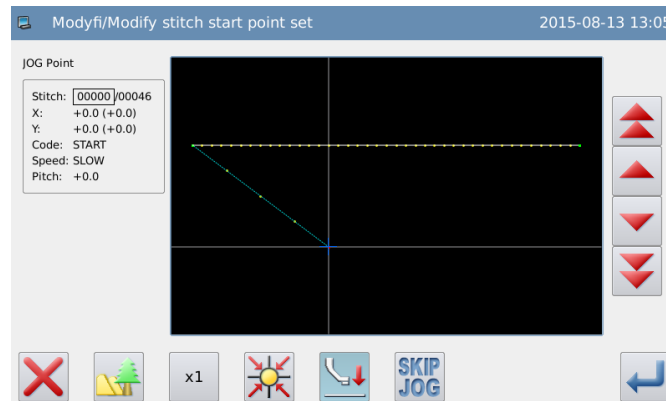 Modyfi/Modify stitch start point set 2015-08-13 13:05
JOG Point
Stitch: 00000/00046
X: +0.0 (+0.0)
Y: +0.0 (+0.0)
Code: START
Speed: SLOW
Pitch: +0.0
x1
SKIP
JOG